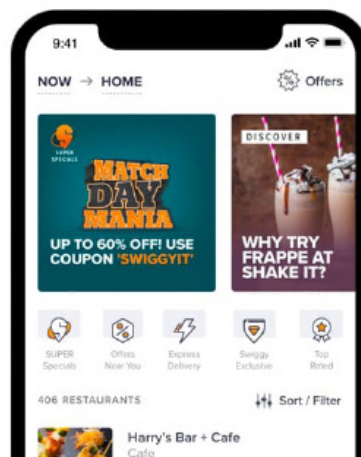 9:41
NOW → HOME
Offers
SUPER
SPECIALS
MATCH
DAY
MANIA
UP TO 60% OFF! USE
COUPON 'SWIGGYIT'
DISCOVER
WHY TRY
FRAPPE AT
SHAKE IT?
SUPER
Specials
Offers
Near You
Express
Delivery
Swiggy
Exclusive
Top
Rated
406 RESTAURANTS
Sort / Filter
Harry's Bar + Cafe
Cafe